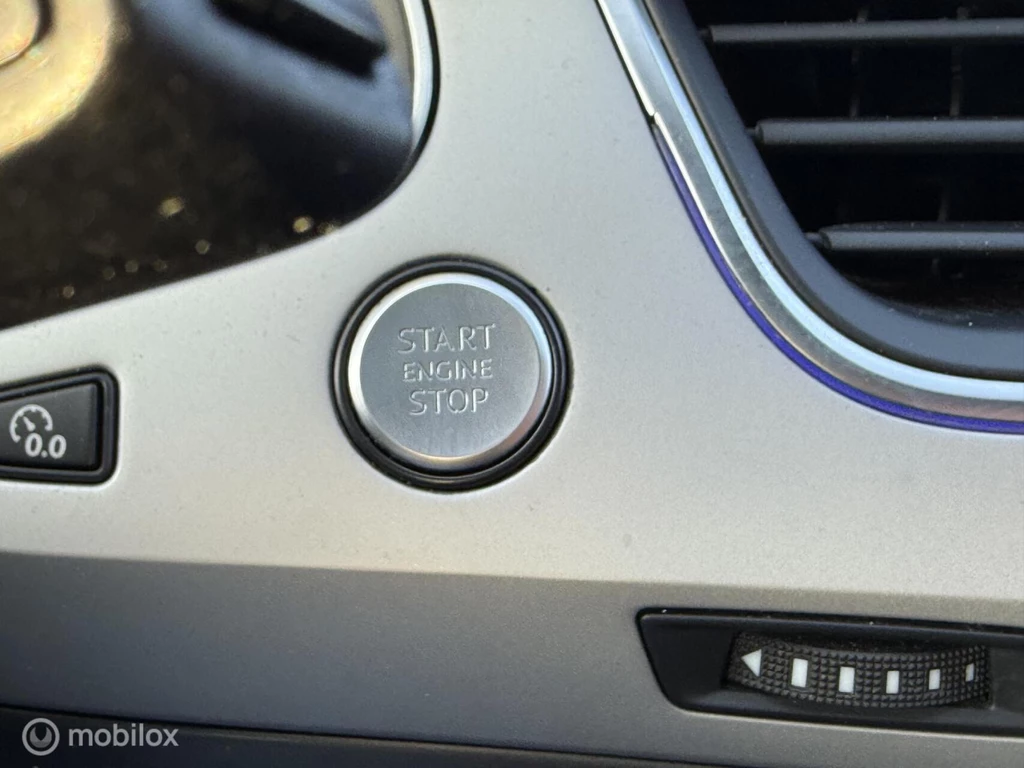 START
ENGINE
STOP
0.0
mobilox